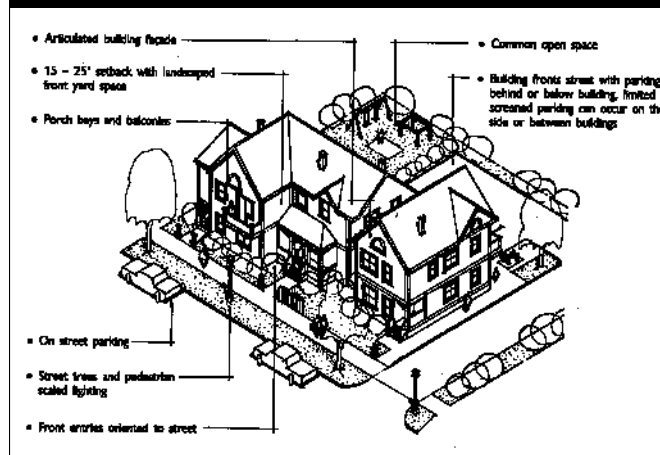 • Articulated building façade
• 15 – 25' setback with landscaped
front yard space
• Porch bays and balconies
• Common open space
• Building fronts street with parking
behind or below building, limited
screened parking can occur on the
side or between buildings
• On street parking
• Street trees and pedestrian
scaled lighting
• Front entries oriented to street